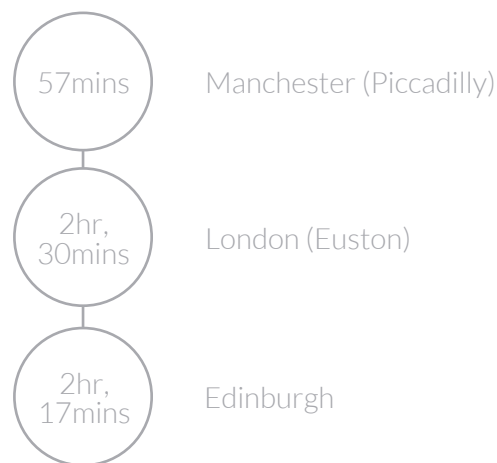 57mins
Manchester (Piccadilly)
2hr,
30mins
London (Euston)
2hr,
17mins
Edinburgh